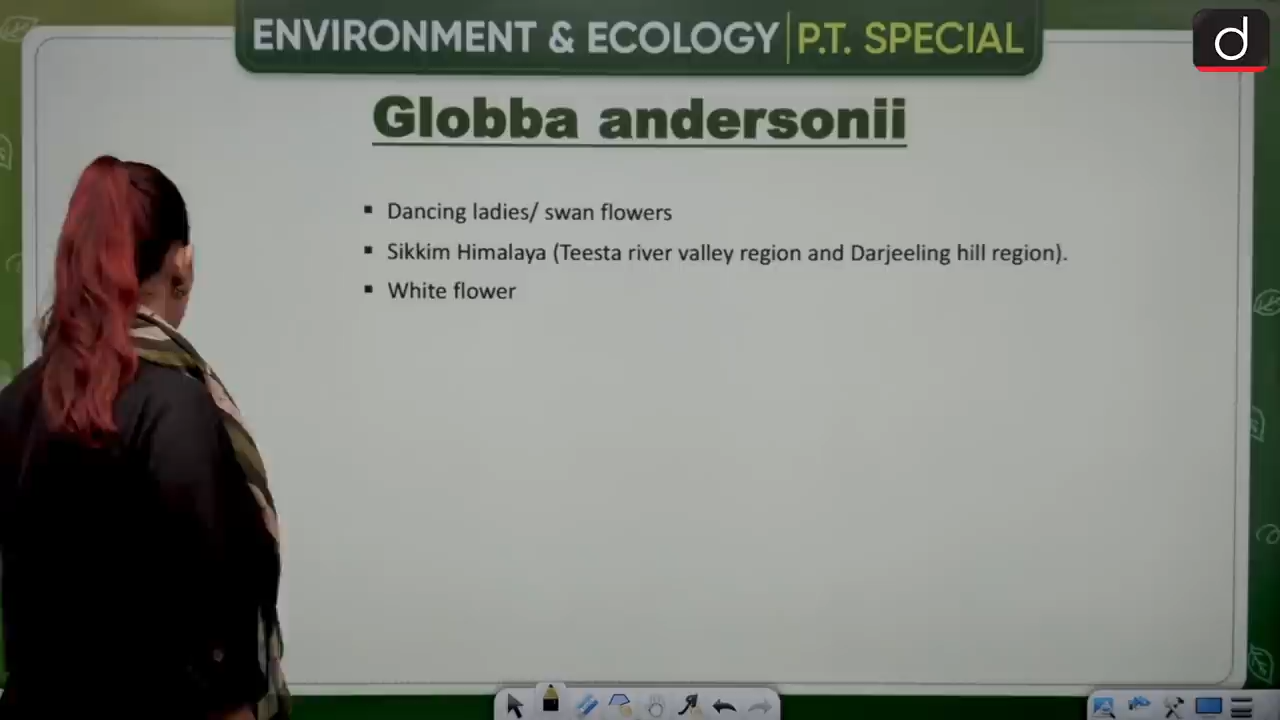 ENVIRONMENT & ECOLOGY | P.T. SPECIAL
d
Globba andersonii
▪ Dancing ladies/ swan flowers
▪ Sikkim Himalaya (Teesta river valley region and Darjeeling hill region).
▪ White flower